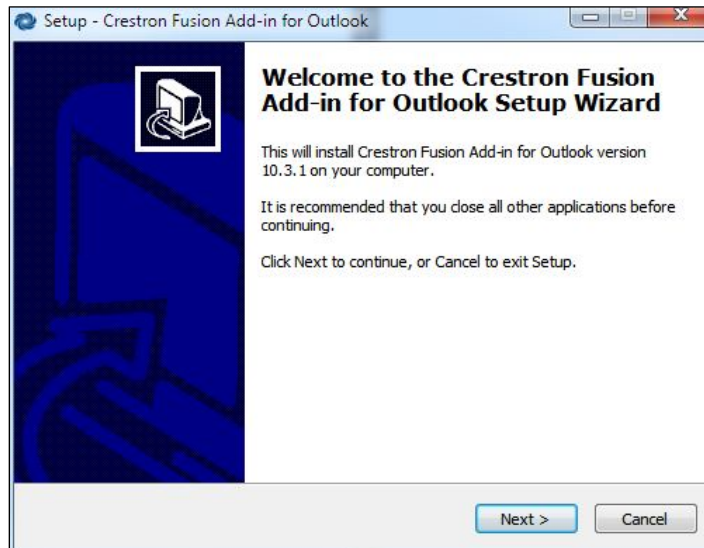 Setup - Crestron Fusion Add-in for Outlook
Welcome to the Crestron Fusion
Add-in for Outlook Setup Wizard
This will install Crestron Fusion Add-in for Outlook version
10.3.1 on your computer.
It is recommended that you close all other applications before
continuing.
Click Next to continue, or Cancel to exit Setup.
Next >
Cancel